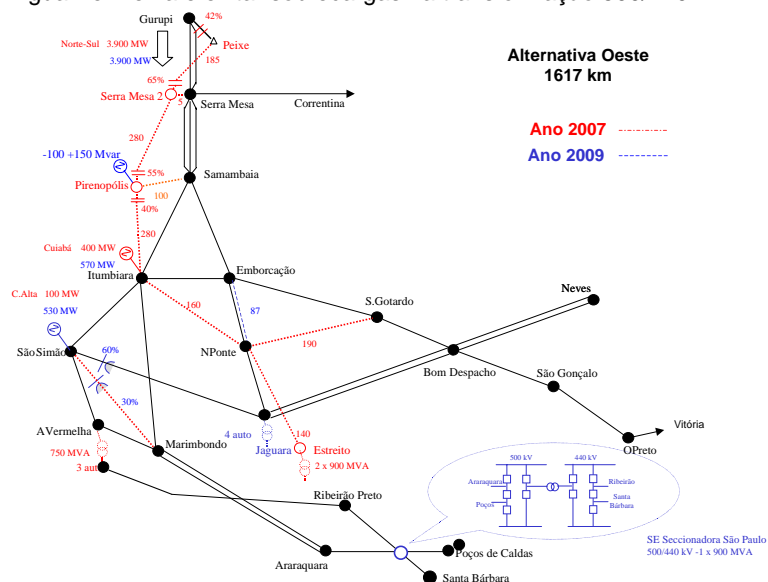 Gurupi
42%
Norte-Sul 3.900 MW
3.900 MW
Peixe
185
65%
Serra Mesa 2
5
Serra Mesa
Correntina
Alternativa Oeste
1617 km
Ano 2007
Ano 2009
280
-100 +150 Mvar
55%
Samambaia
Pirenopólis
100
40%
280
Cuiabá 400 MW
570 MW
Itumbiara
Emborcação
C.Alta 100 MW
530 MW
160
87
S.Gotardo
Neves
190
SãoSimão
60%
NPonte
Bom Despacho
São Gonçalo
30%
AVermelha
4 auto
Jaguara
140
Estreito
2 x 900 MVA
Vitória
OPreto
750 MVA
3 aut
Marimbondo
500 kV
440 kV
Araraquara
Ribeirão
Poços
Santa
Bárbara
Ribeirão Preto
SE Seccionadora São Paulo
500/440 kV -1 x 900 MVA
Araraquara
Poços de Caldas
Santa Bárbara